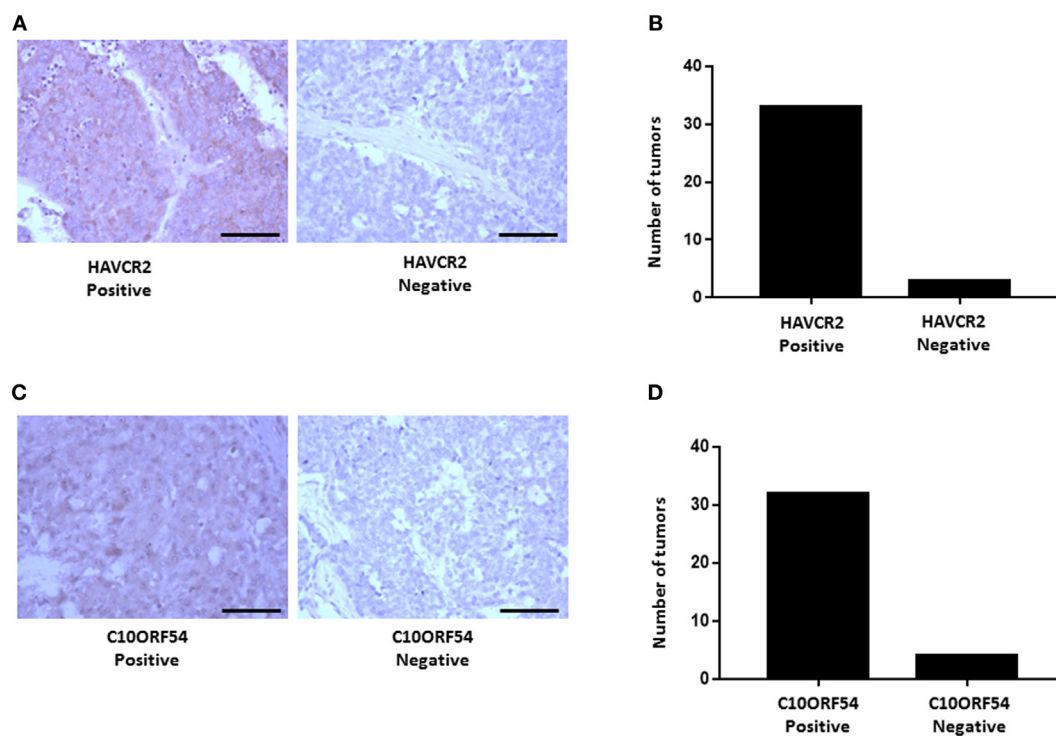 A
HAVCR2
Positive
HAVCR2
Negative
B
Number of tumors
40
30
20
10
0
HAVCR2
Positive
HAVCR2
Negative
C
C10ORF54
Positive
C10ORF54
Negative
D
Number of tumors
40
30
20
10
0
C10ORF54
Positive
C10ORF54
Negative